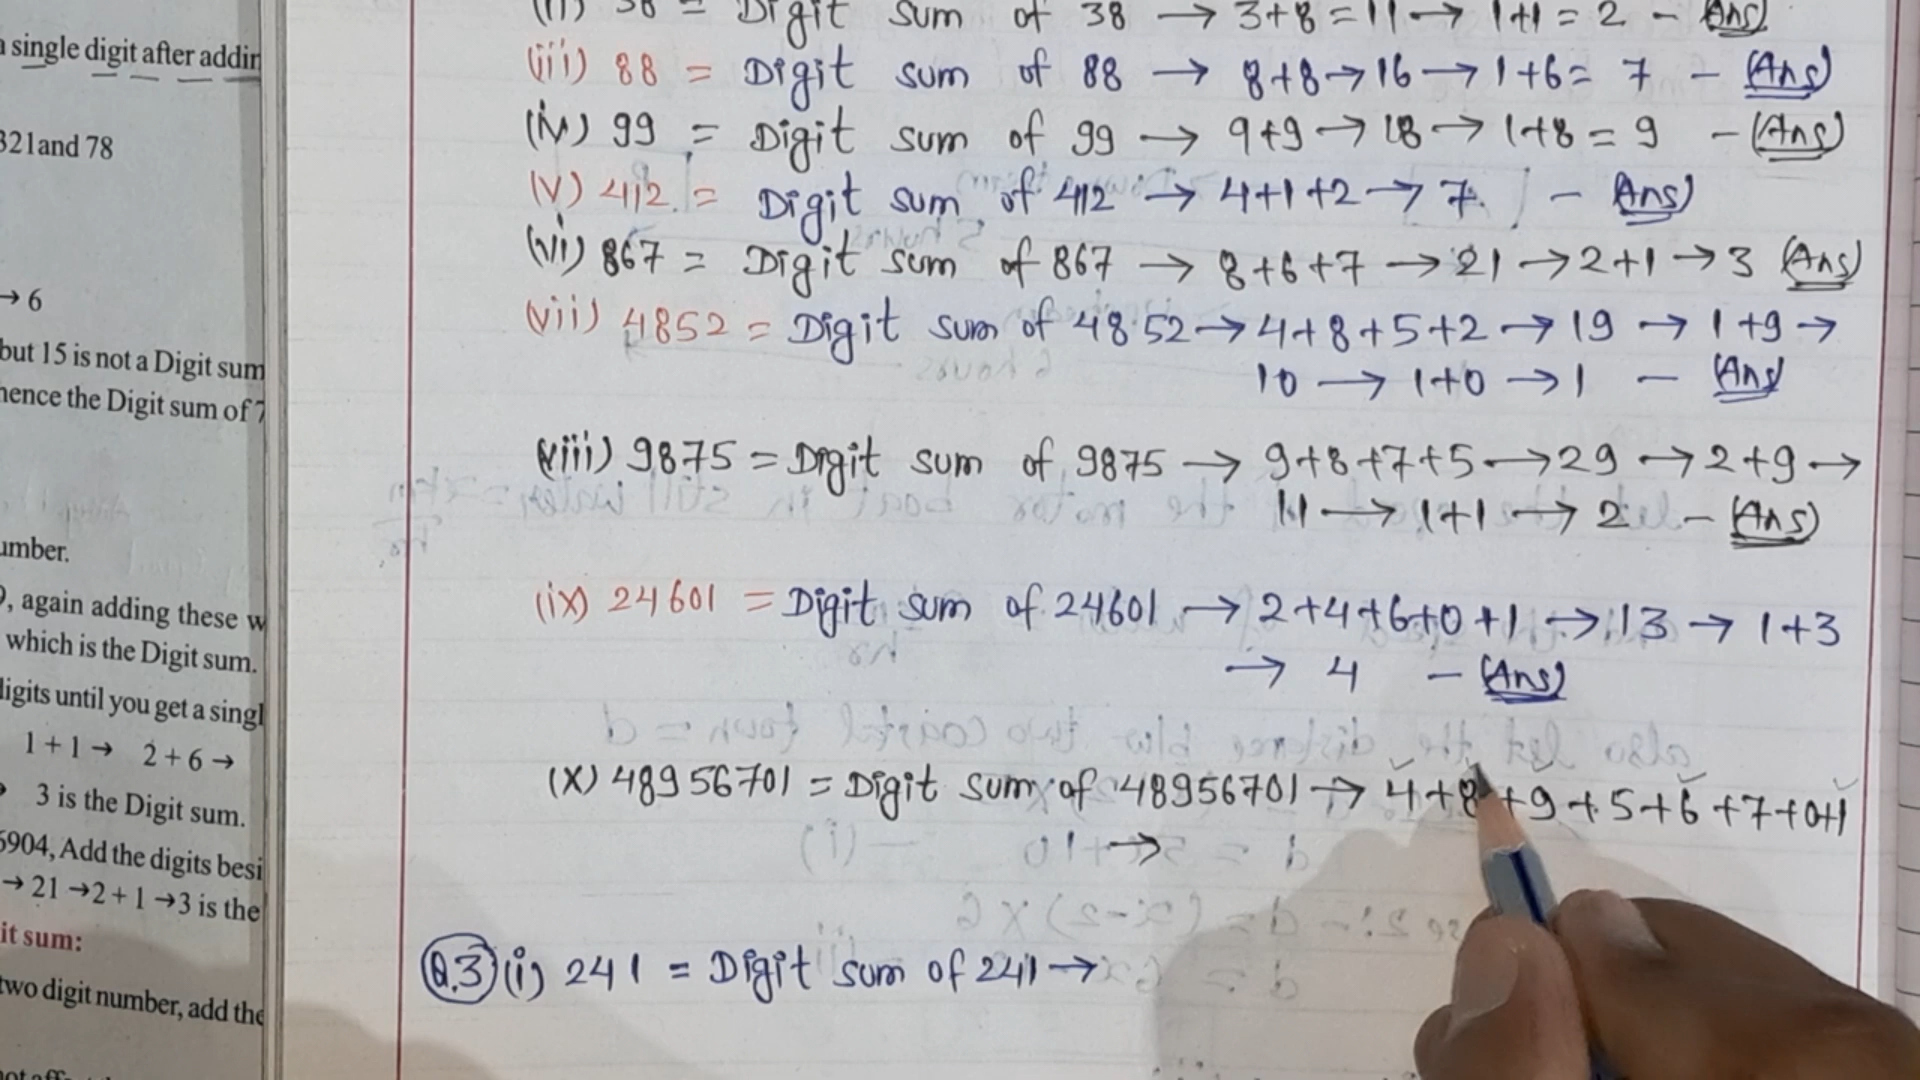 a single digit after addin
321and 78
→ 6
but 15 is not a Digit sum
hence the Digit sum of 7
umber.
, again adding these w
which is the Digit sum.
digits until you get a singl
1 + 1 → 2 + 6 →
3 is the Digit sum.
5904, Add the digits besi
→ 21 → 2 + 1 → 3 is the
it sum:
two digit number, add the
(ii) 38 = Digit sum of 38 → 3+8 = 11 → 1+1 = 2 - (Ans)
(iii) 88 = Digit sum of 88 → 8+8 → 16 → 1+6 = 7 - (Ans)
(iv) 99 = Digit sum of 99 → 9+9 → 18 → 1+8 = 9 - (Ans)
(v) 412 = Digit sum of 412 → 4+1+2 → 7. - (Ans)
(vi) 867 = Digit sum of 867 → 8+6+7 → 21 → 2+1 → 3 (Ans)
(vii) 4852 = Digit sum of 4852 → 4+8+5+2 → 19 → 1+9 →
10 → 1+0 → 1 - (Ans)
(viii) 9875 = Digit sum of 9875 → 9+8+7+5 → 29 → 2+9 →
11 → 1+1 → 2 - (Ans)
(ix) 24601 = Digit sum of 24601 → 2+4+6+0+1 → 13 → 1+3
→ 4 - (Ans)
(x) 48956701 = Digit sum of 48956701 → 4+8+9+5+6+7+0+1
→
Q.3 (i) 241 = Digit sum of 241 →